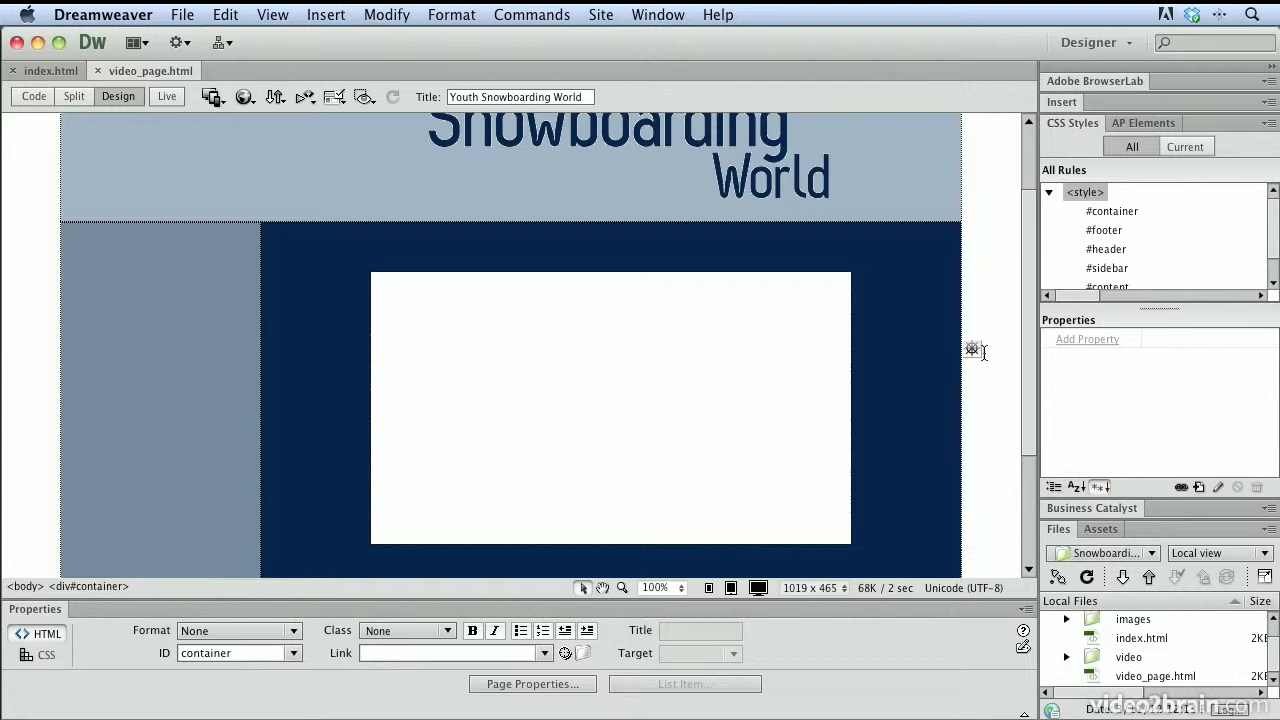 Dreamweaver File Edit View Insert Modify Format Commands Site Window Help
Dw Designer
index.html video_page.html
Adobe BrowserLab
Code Split Design Live Title: Youth Snowboarding World
Insert
CSS Styles AP Elements
Snowboarding
World
All Current
All Rules
<style>
#container
#footer
#header
#sidebar
#content
Properties
Add Property
Business Catalyst
Files Assets
Snowboardi... Local view
<body> <div#container> 100% 1019 x 465 68K / 2 sec Unicode (UTF-8)
Local Files Size
images
index.html 2KB
video
video_page.html 2KB
Properties
<> HTML Format None Class None B I Title
CSS ID container Link Target
Page Properties... List Item...
Log...
video2brain.com